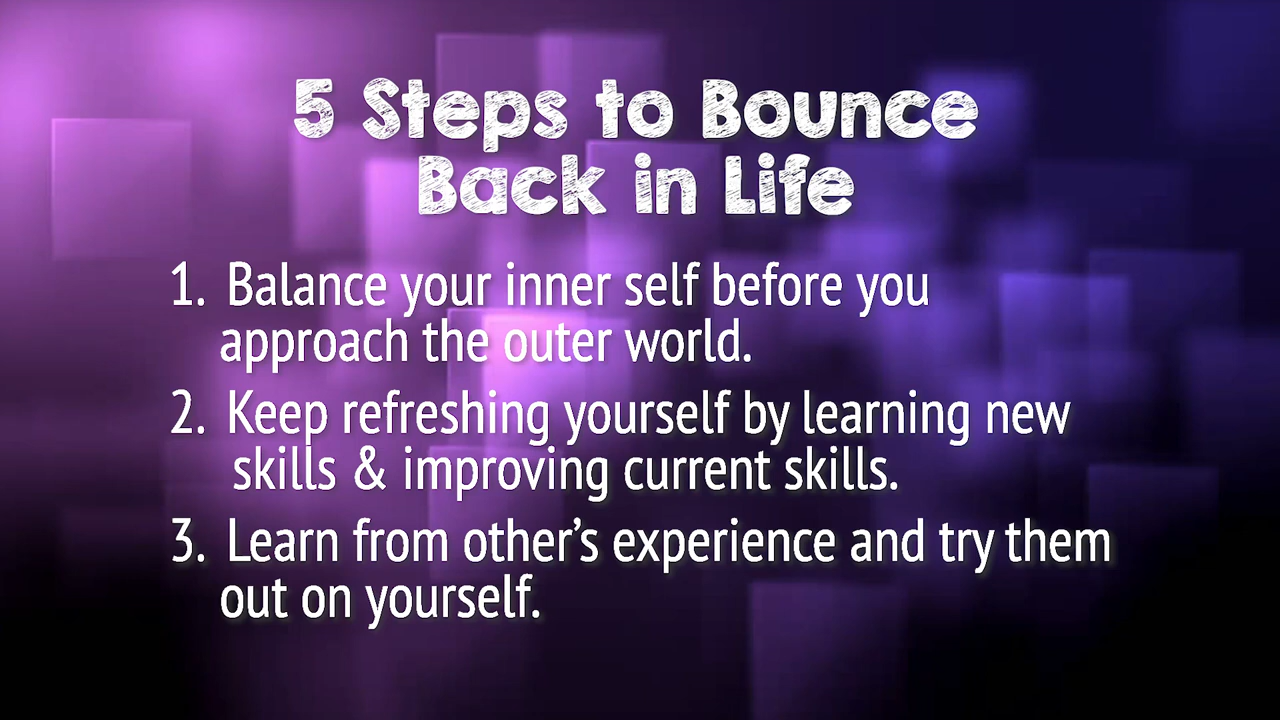 5 Steps to Bounce
Back in Life
1. Balance your inner self before you
approach the outer world.
2. Keep refreshing yourself by learning new
skills & improving current skills.
3. Learn from other’s experience and try them
out on yourself.